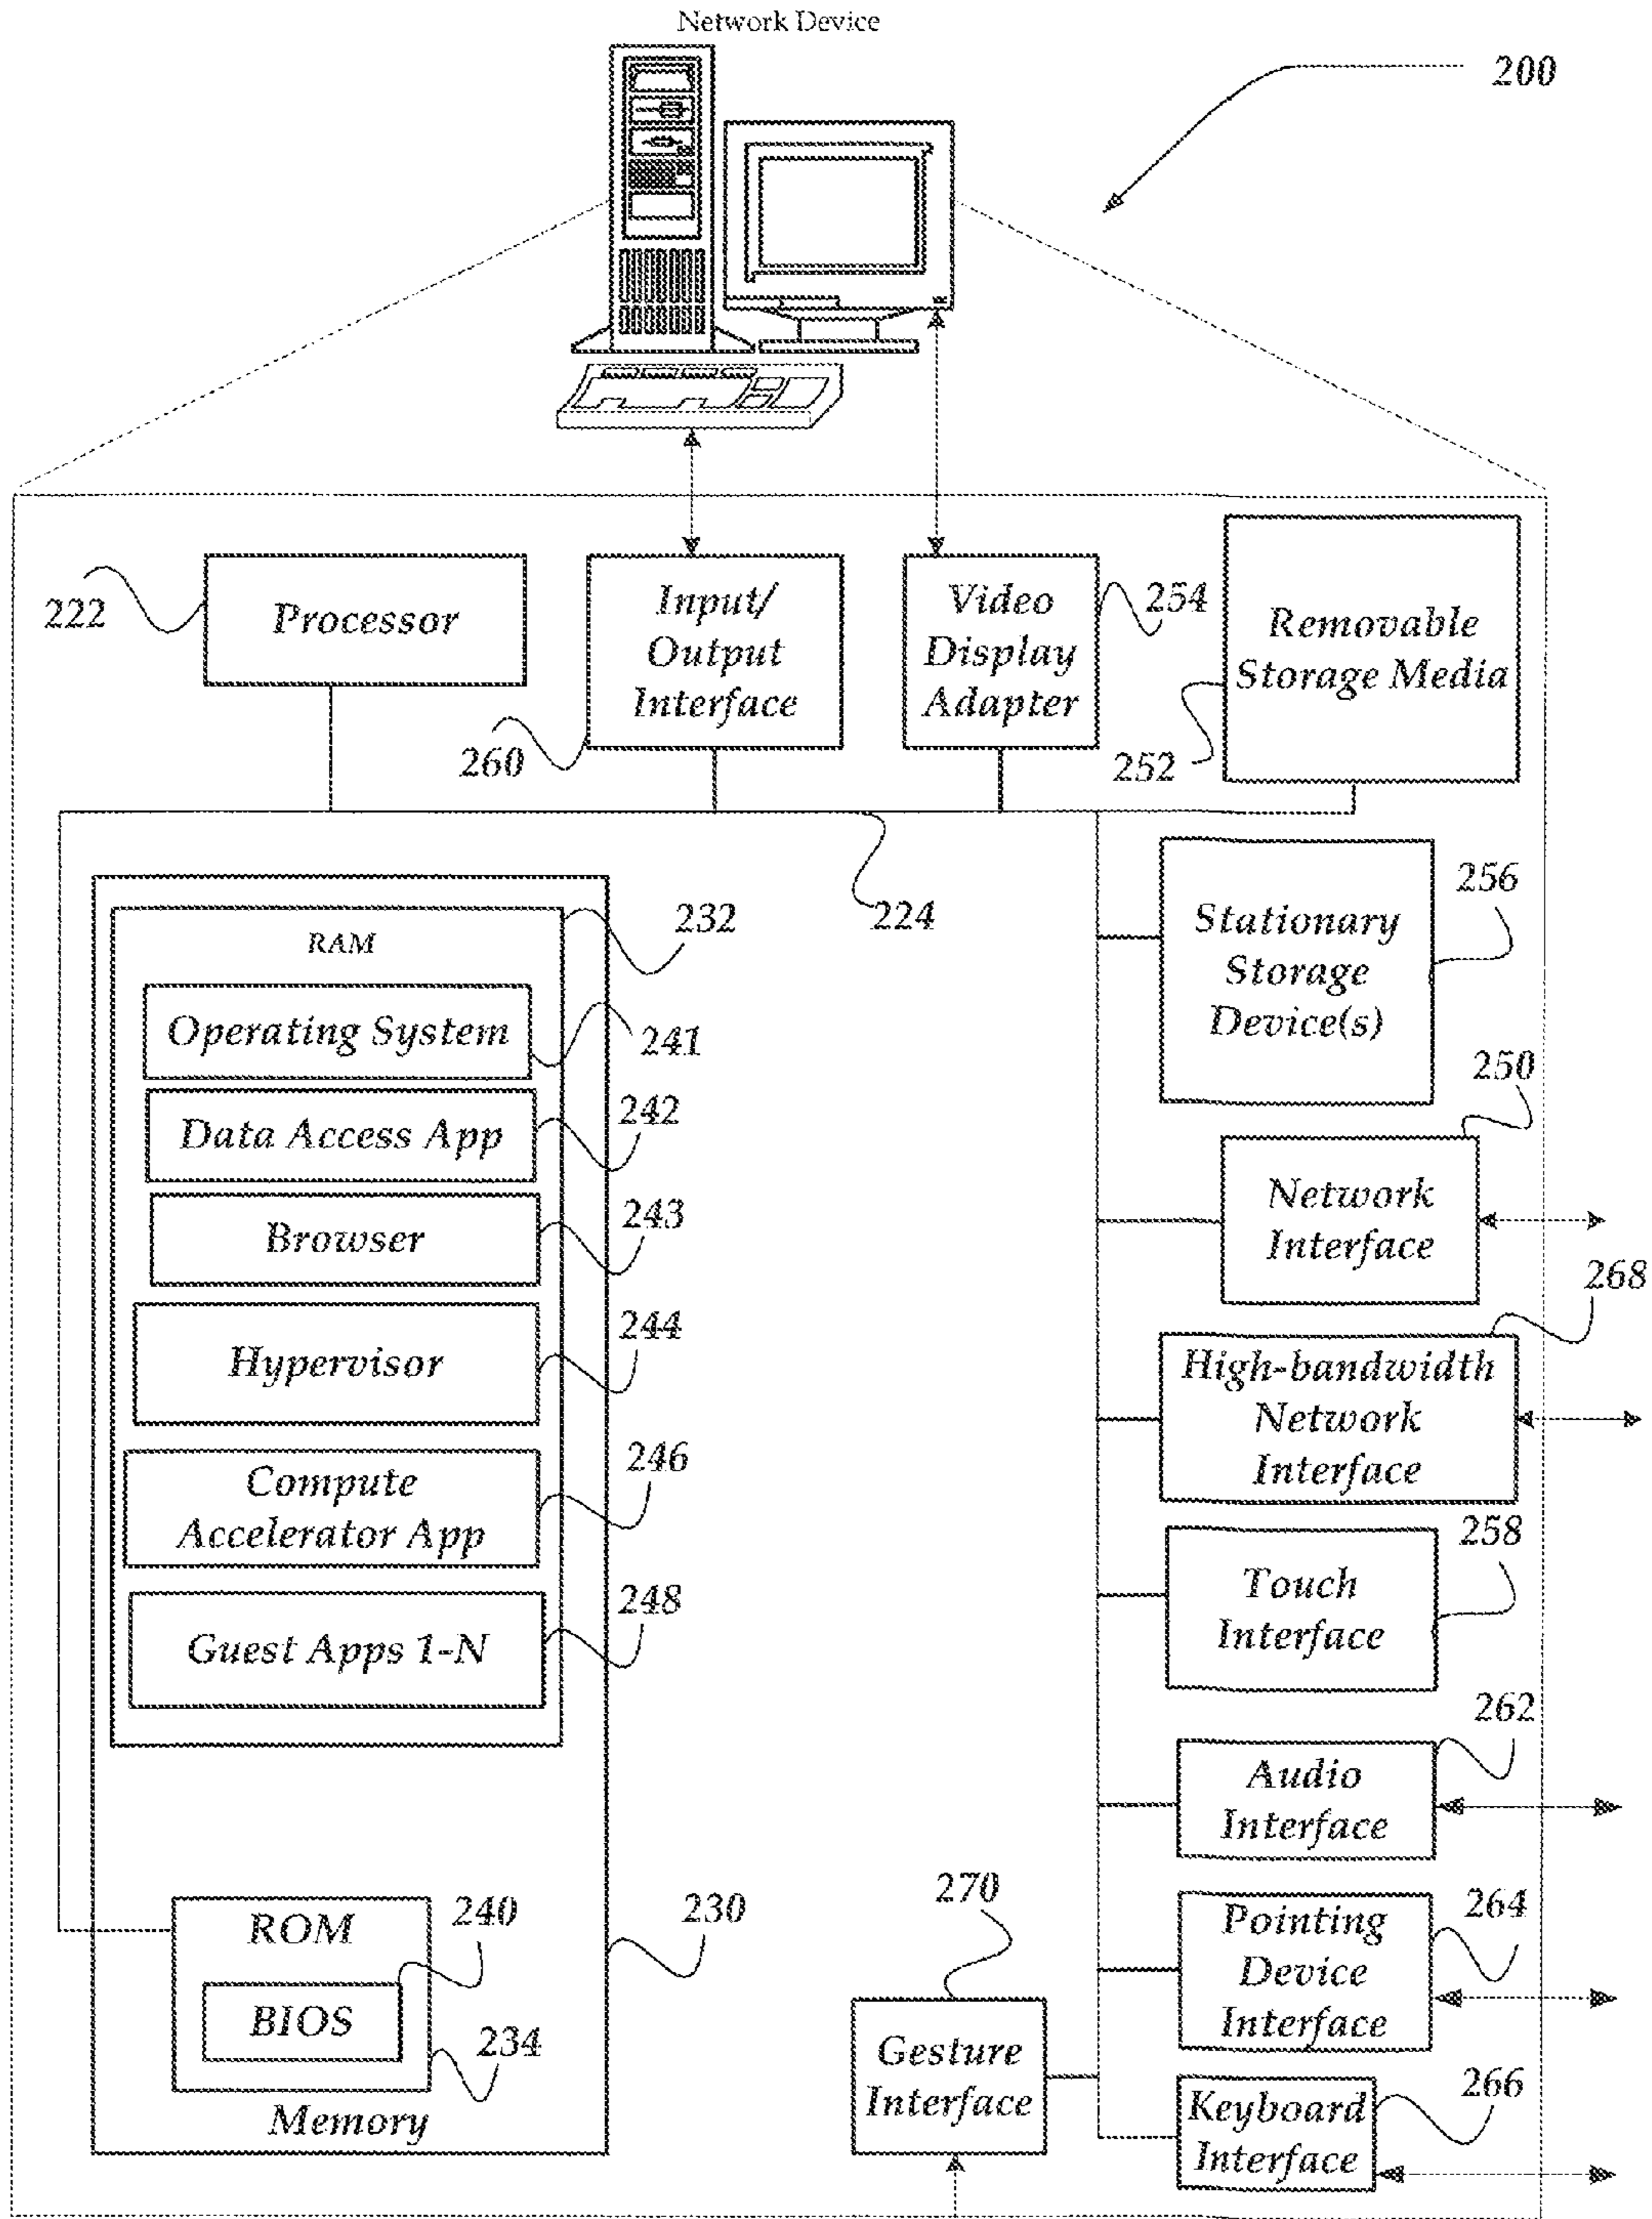 Network Device
200
222
Processor
Input/
Output
Interface
260
Video
Display
Adapter
254
Removable
Storage Media
252
224
232
RAM
Operating System
241
Data Access App
242
Browser
243
Hypervisor
244
Compute
Accelerator App
246
Guest Apps 1-N
248
ROM
240
BIOS
234
Memory
230
256
Stationary
Storage
Device(s)
250
Network
Interface
268
High-bandwidth
Network
Interface
258
Touch
Interface
262
Audio
Interface
264
Pointing
Device
Interface
270
Gesture
Interface
266
Keyboard
Interface